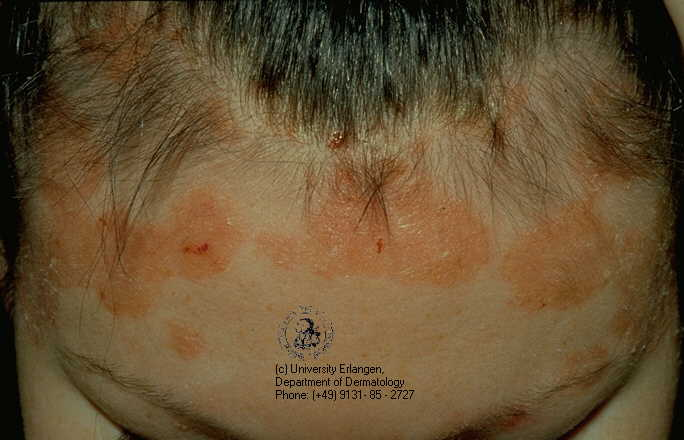 (c) University Erlangen,
Department of Dermatology
Phone: (+49) 9131- 85 - 2727